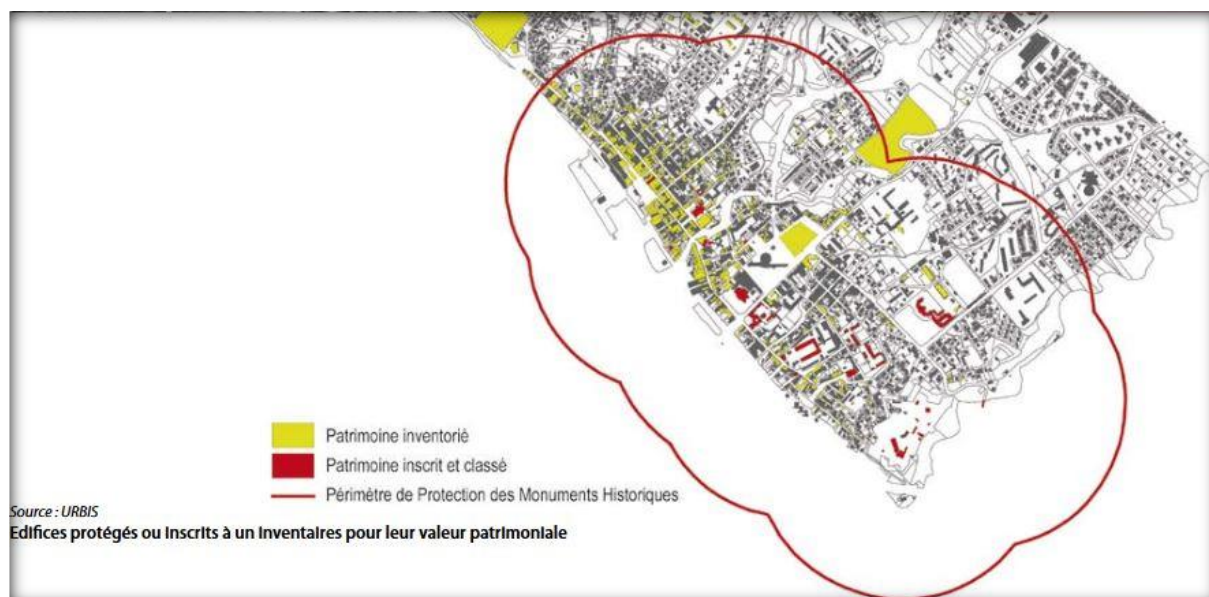 Patrimoine inventorié
Patrimoine inscrit et classé
Périmètre de Protection des Monuments Historiques
Source : URBIS
Edifices protégés ou inscrits à un inventaires pour leur valeur patrimoniale